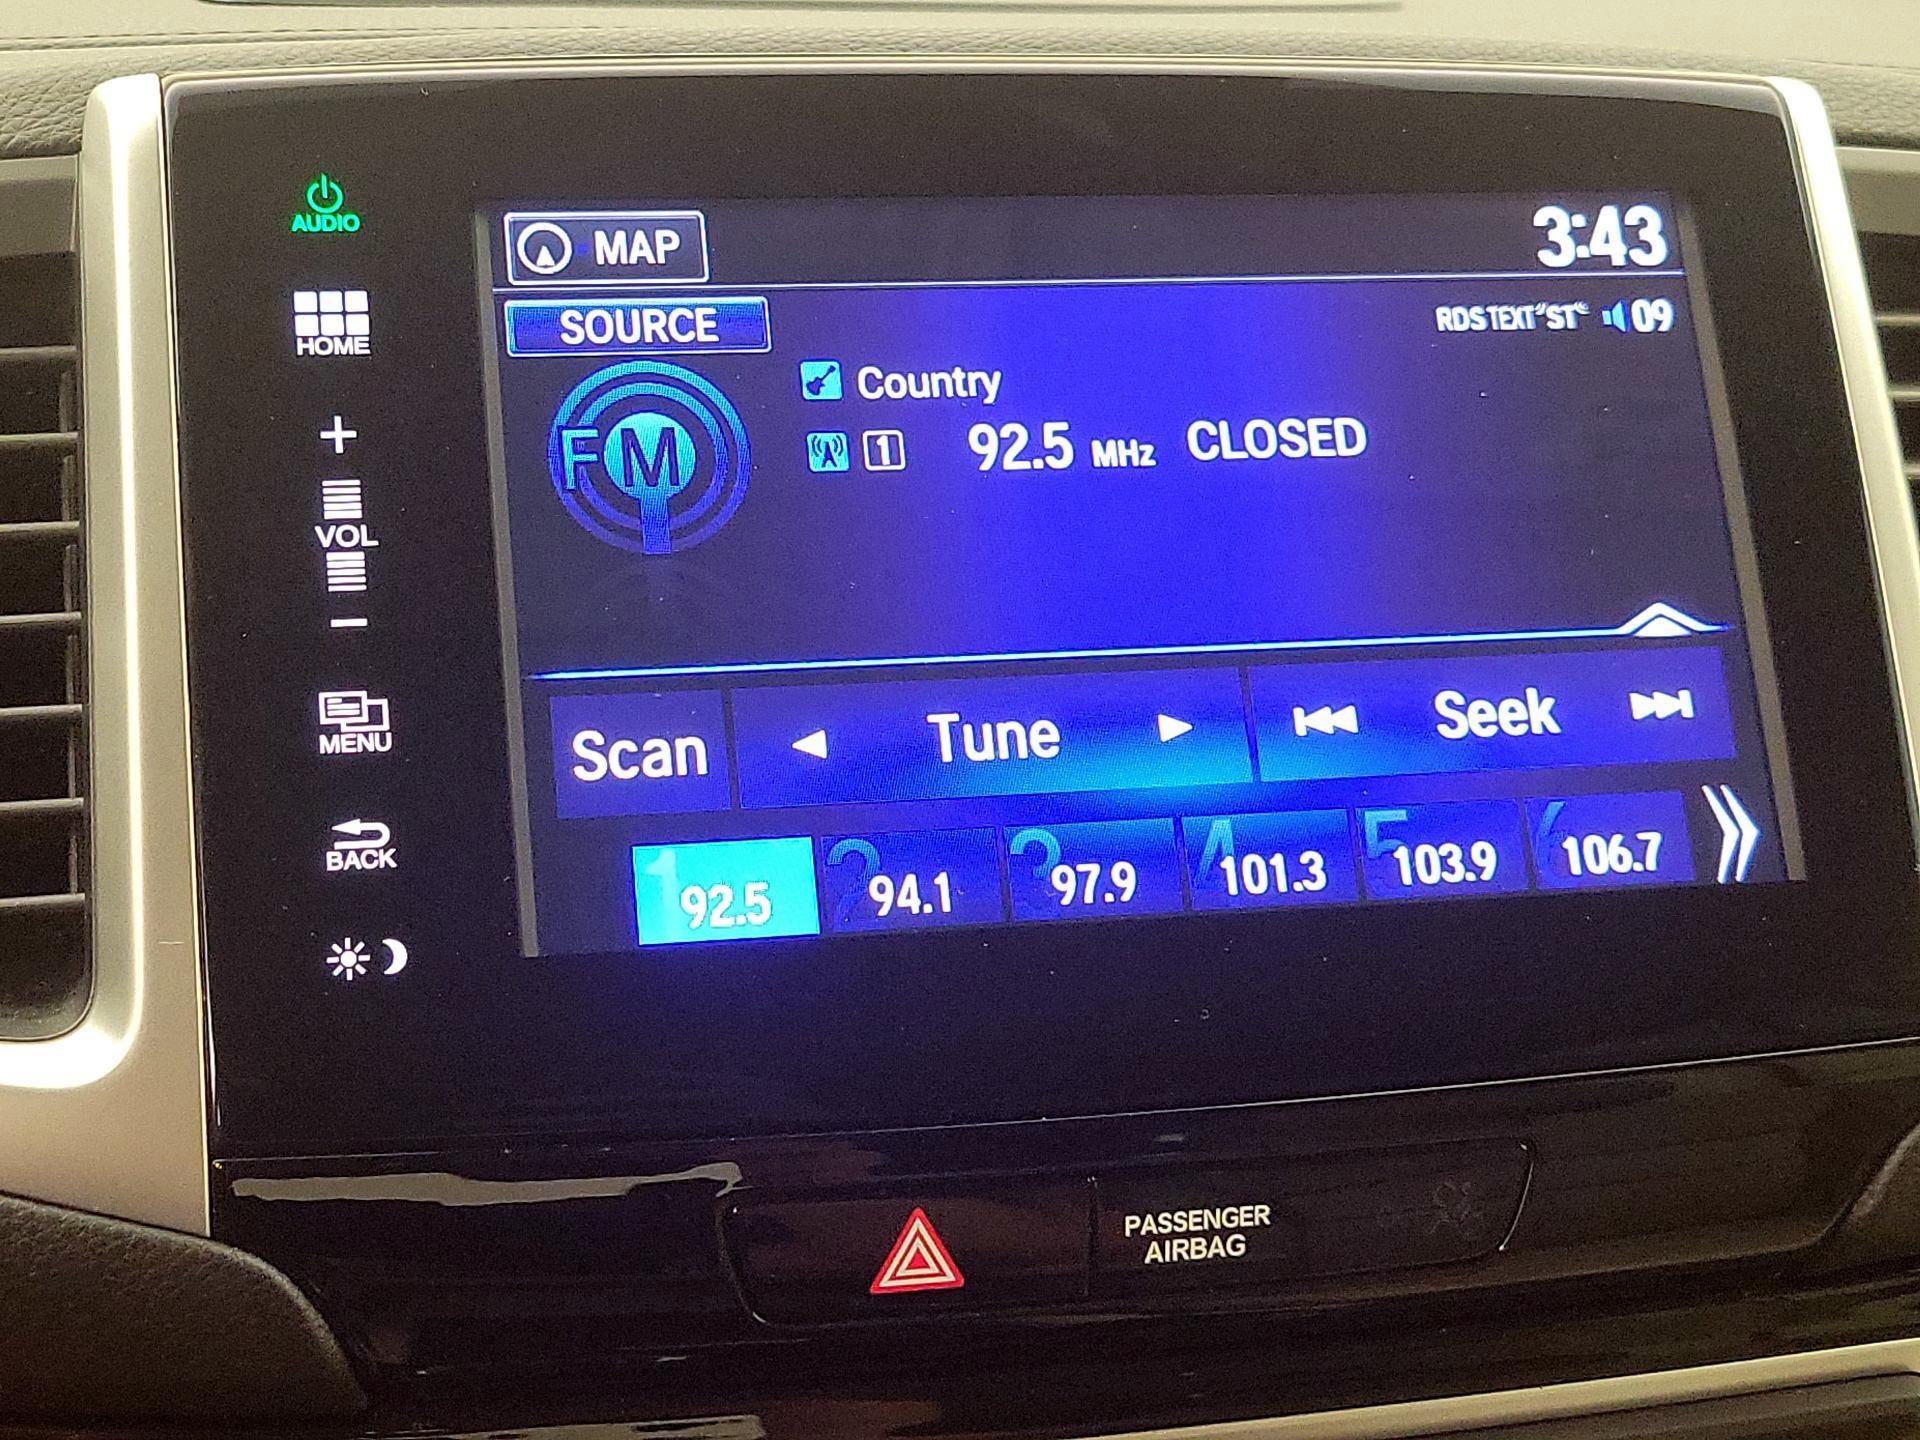 AUDIO
MAP
3:43
HOME
SOURCE
RDS TEXT "ST" 09
Country
FM
1 92.5 MHz CLOSED
+
VOL
−
MENU
Scan
Tune
Seek
BACK
1 92.5
2 94.1
3 97.9
4 101.3
5 103.9
6 106.7
PASSENGER
AIRBAG